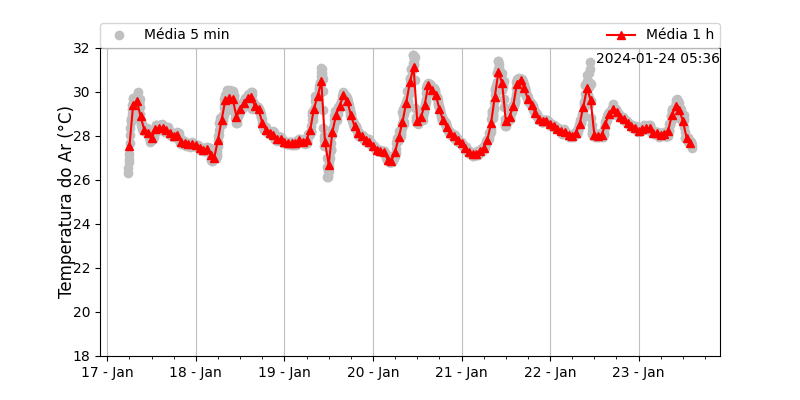 Média 5 min
Média 1 h
2024-01-24 05:36
Temperatura do Ar (°C)
32
30
28
26
24
22
20
18
17 - Jan
18 - Jan
19 - Jan
20 - Jan
21 - Jan
22 - Jan
23 - Jan